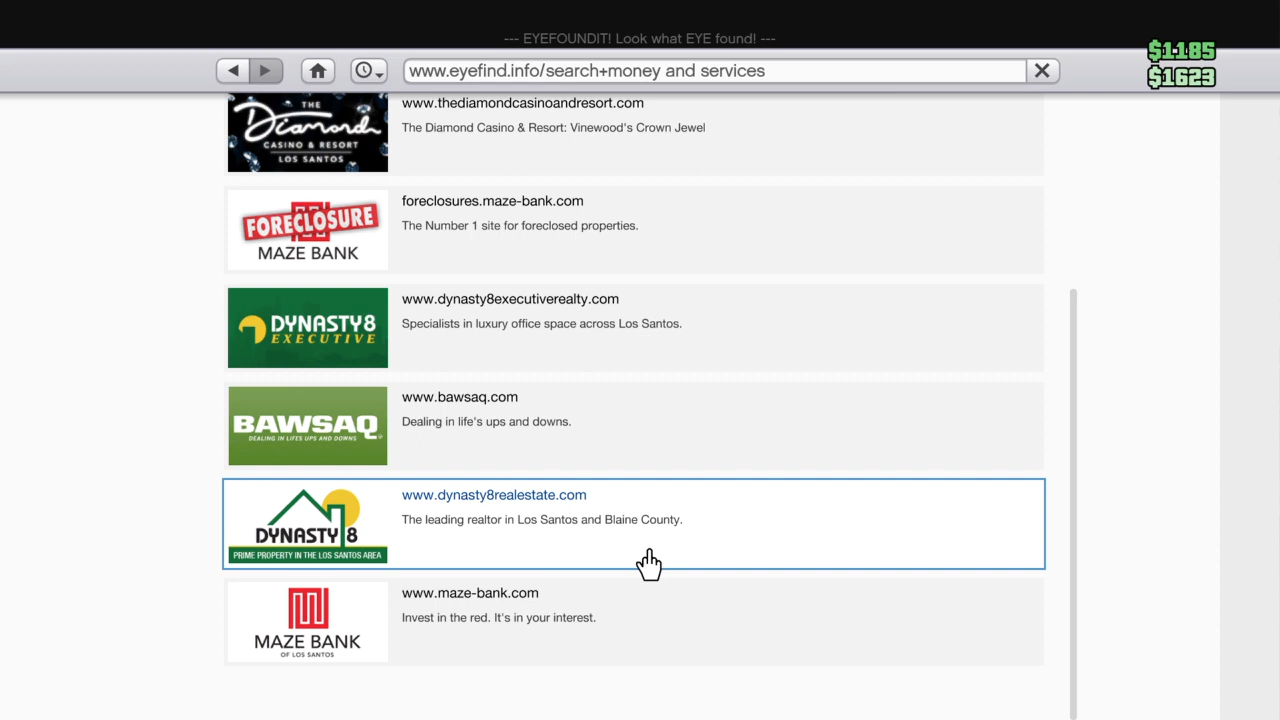 --- EYEFOUNDIT! Look what EYE found! ---
www.eyefind.info/search+money and services
$1185
$1623
THE
Diamond
CASINO & RESORT
LOS SANTOS
www.thediamondcasinoandresort.com
The Diamond Casino & Resort: Vinewood's Crown Jewel
FORECLOSURE
MAZE BANK
foreclosures.maze-bank.com
The Number 1 site for foreclosed properties.
DYNASTY8
EXECUTIVE
www.dynasty8executiverealty.com
Specialists in luxury office space across Los Santos.
BAWSAQ
DEALING IN LIFES UPS AND DOWNS
www.bawsaq.com
Dealing in life's ups and downs.
DYNASTY 8
PRIME PROPERTY IN THE LOS SANTOS AREA
www.dynasty8realestate.com
The leading realtor in Los Santos and Blaine County.
MAZE BANK
OF LOS SANTOS
www.maze-bank.com
Invest in the red. It's in your interest.